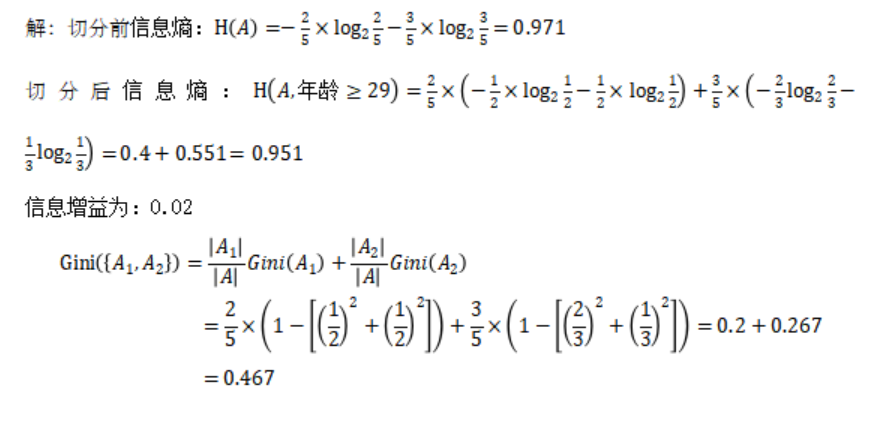 解：切分前信息熵：H(A) =− 2/5 × log₂ 2/5 − 3/5 × log₂ 3/5 = 0.971
切分后信息熵：H(A,年龄 ≥ 29) = 2/5 × (− 1/2 × log₂ 1/2 − 1/2 × log₂ 1/2) + 3/5 × (− 2/3 log₂ 2/3 −
1/3 log₂ 1/3) = 0.4 + 0.551 = 0.951
信息增益为：0.02
Gini({A₁,A₂}) = |A₁|/|A| Gini(A₁) + |A₂|/|A| Gini(A₂)
= 2/5 × (1 − [(1/2)² + (1/2)²]) + 3/5 × (1 − [(2/3)² + (1/3)²]) = 0.2 + 0.267
= 0.467